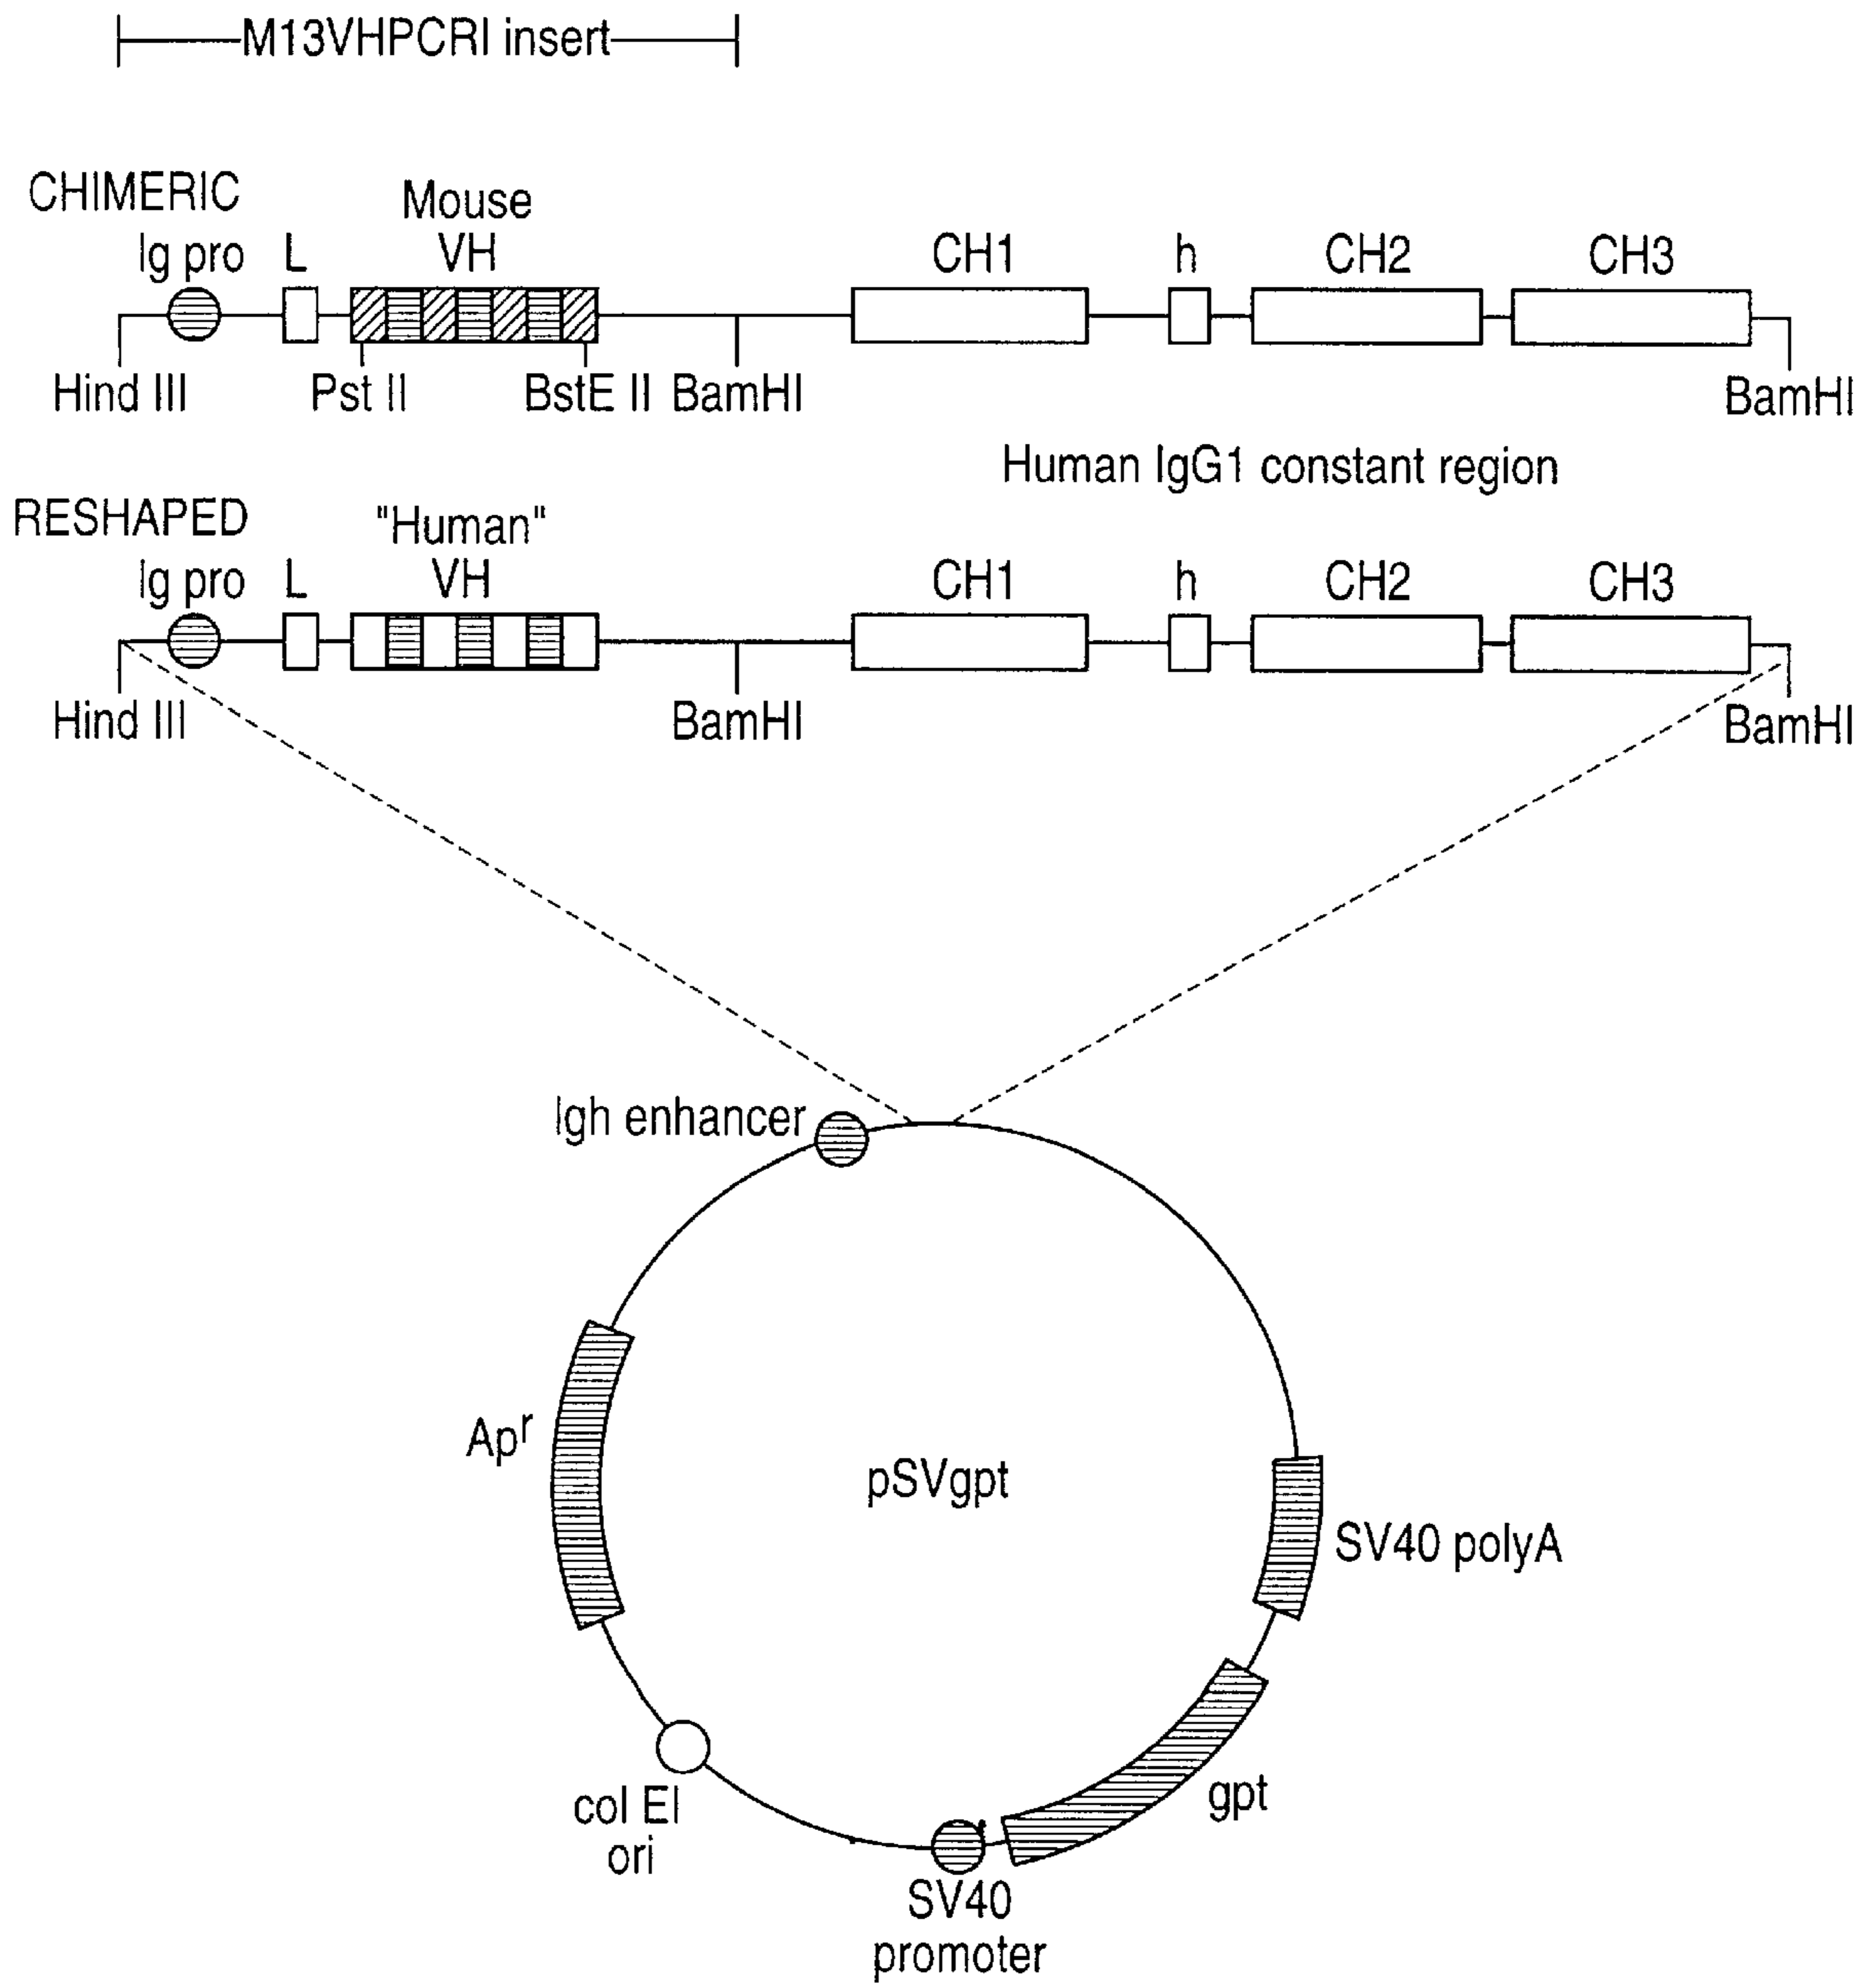 M13VHPCRI insert
CHIMERIC
Mouse
Ig pro L VH CH1 h CH2 CH3
Hind III Pst II BstE II BamHI BamHI
Human IgG1 constant region
RESHAPED
"Human"
Ig pro L VH CH1 h CH2 CH3
Hind III BamHI BamHI
Igh enhancer
Apʳ
pSVgpt
SV40 polyA
gpt
col EI
ori
SV40
promoter